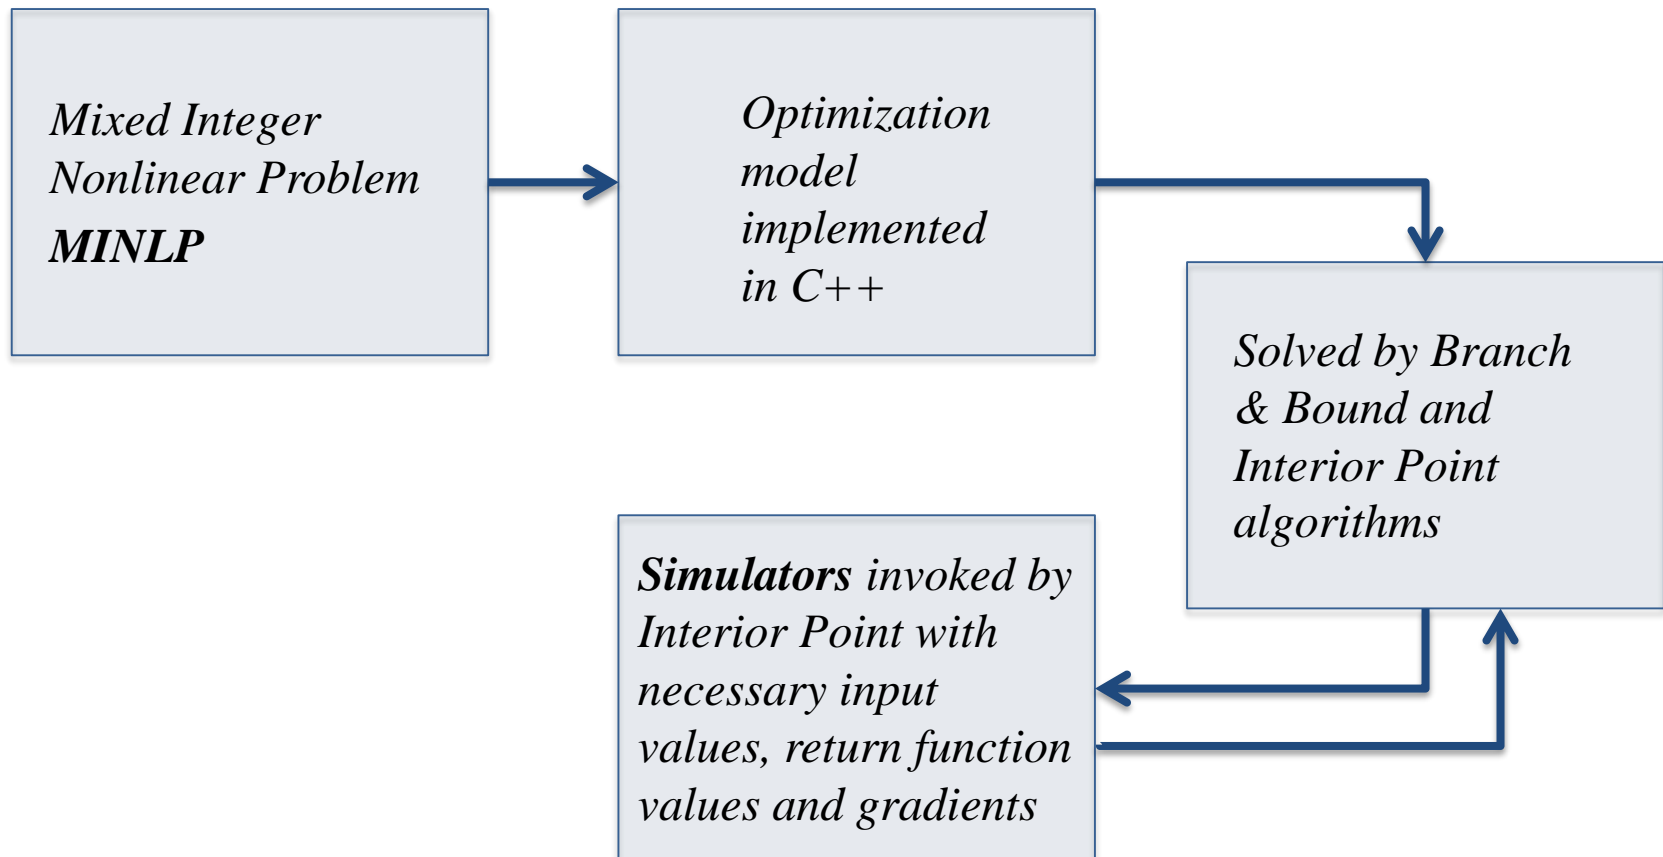 Mixed Integer
Nonlinear Problem
MINLP
Optimization
model
implemented
in C++
Solved by Branch
& Bound and
Interior Point
algorithms
Simulators invoked by
Interior Point with
necessary input
values, return function
values and gradients